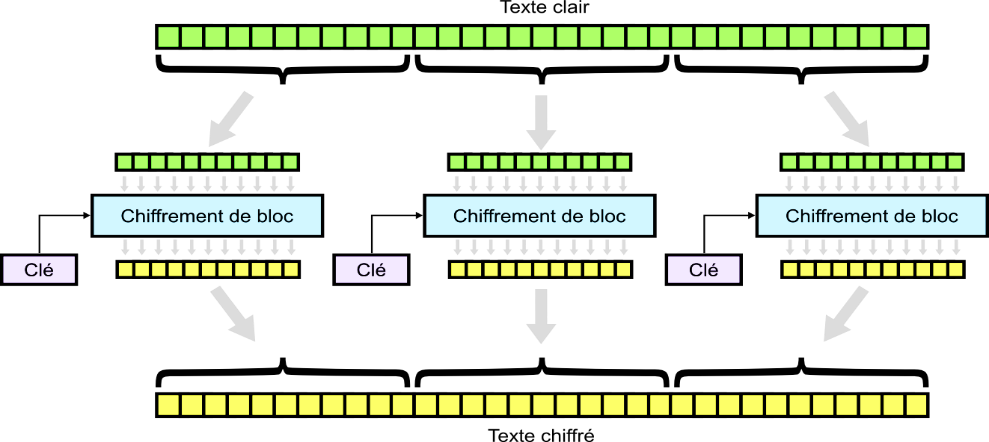 Texte clair
Chiffrement de bloc
Chiffrement de bloc
Chiffrement de bloc
Clé
Clé
Clé
Texte chiffré